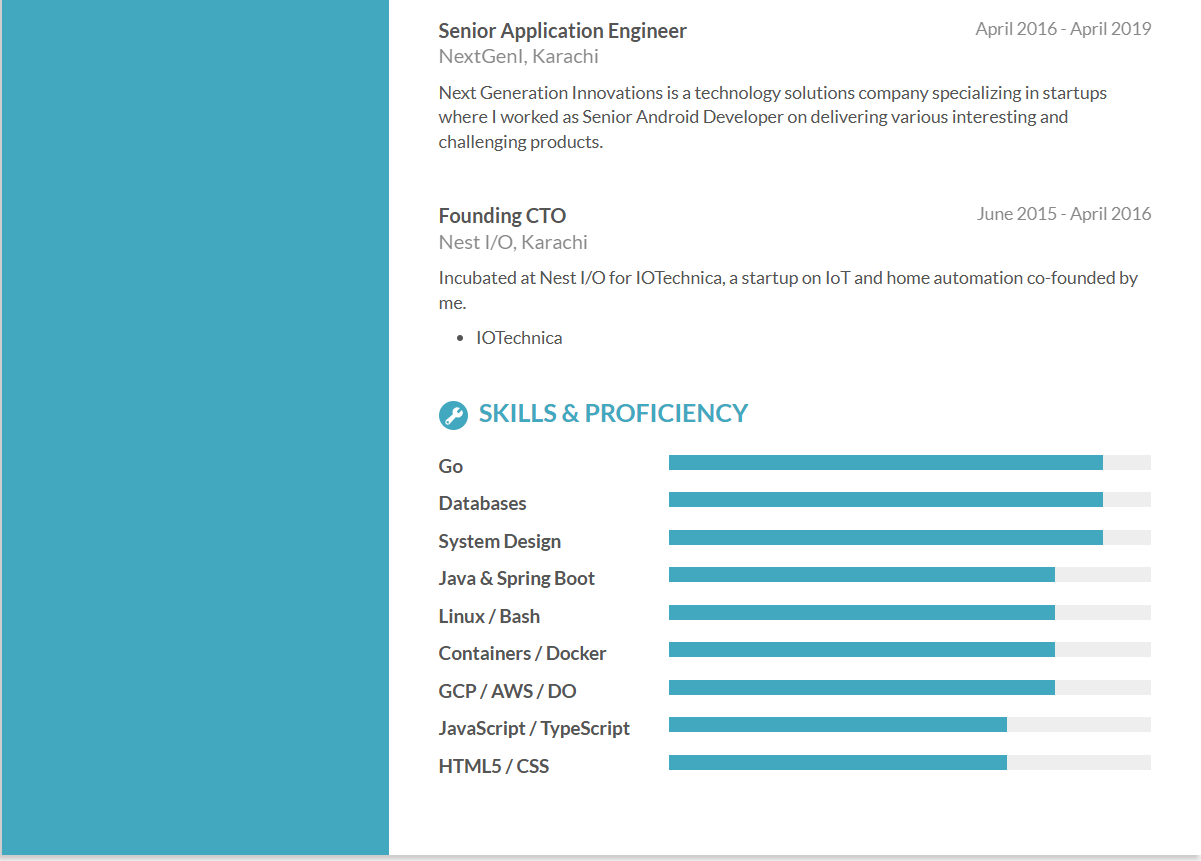 Senior Application Engineer
April 2016 - April 2019
NextGenI, Karachi
Next Generation Innovations is a technology solutions company specializing in startups
where I worked as Senior Android Developer on delivering various interesting and
challenging products.
Founding CTO
June 2015 - April 2016
Nest I/O, Karachi
Incubated at Nest I/O for IOTechnica, a startup on IoT and home automation co-founded by
me.
• IOTechnica
SKILLS & PROFICIENCY
Go
Databases
System Design
Java & Spring Boot
Linux / Bash
Containers / Docker
GCP / AWS / DO
JavaScript / TypeScript
HTML5 / CSS